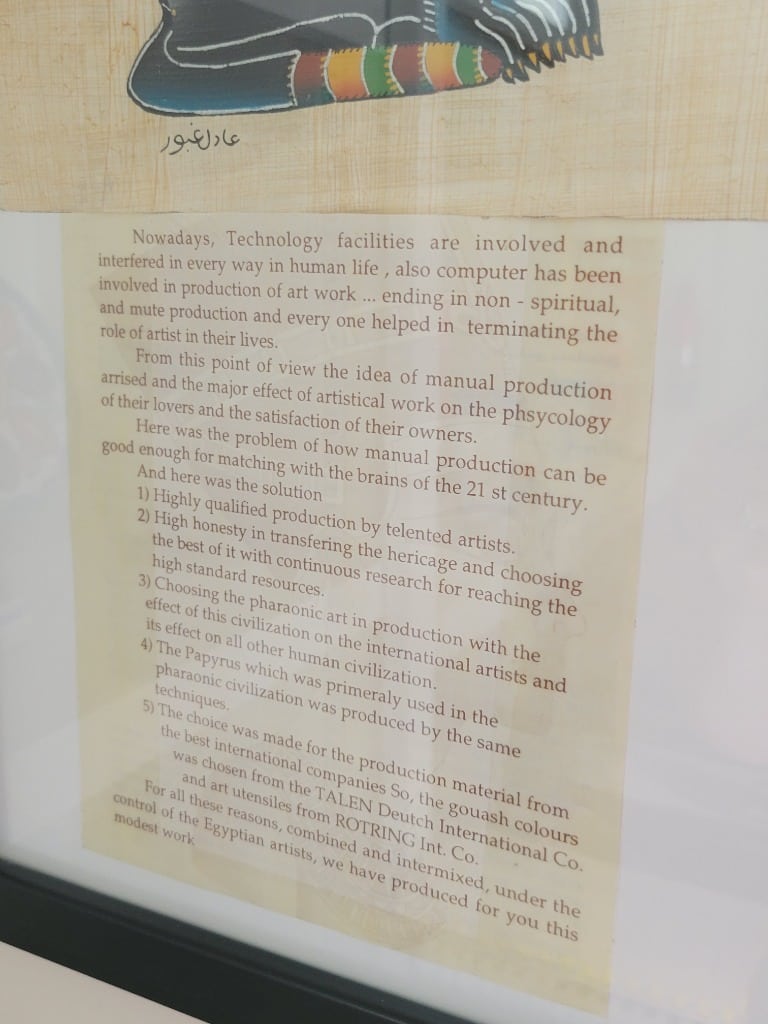 عادل غبور
Nowadays, Technology facilities are involved and
interfered in every way in human life , also computer has been
involved in production of art work ... ending in non - spiritual,
and mute production and every one helped in terminating the
role of artist in their lives.
From this point of view the idea of manual production
arrised and the major effect of artistical work on the phsycology
of their lovers and the satisfaction of their owners.
Here was the problem of how manual production can be
good enough for matching with the brains of the 21 st century.
And here was the solution
1) Highly qualified production by telented artists.
2) High honesty in transfering the hericage and choosing
the best of it with continuous research for reaching the
high standard resources.
3) Choosing the pharaonic art in production with the
effect of this civilization on the international artists and
its effect on all other human civilization.
4) The Papyrus which was primeraly used in the
pharaonic civilization was produced by the same
techniques.
5) The choice was made for the production material from
the best international companies So, the gouash colours
was chosen from the TALEN Deutch International Co.
and art utensiles from ROTRING Int. Co.
For all these reasons, combined and intermixed, under the
control of the Egyptian artists, we have produced for you this
modest work